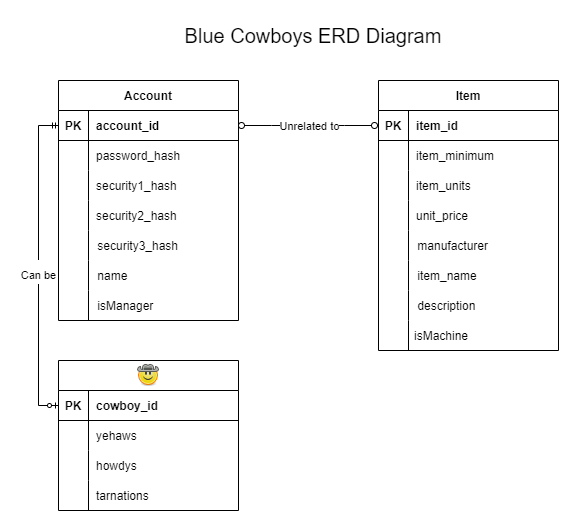 Blue Cowboys ERD Diagram
Account
PK account_id
password_hash
security1_hash
security2_hash
security3_hash
name
isManager
Unrelated to
Item
PK item_id
item_minimum
item_units
unit_price
manufacturer
item_name
description
isMachine
Can be
PK cowboy_id
yehaws
howdys
tarnations